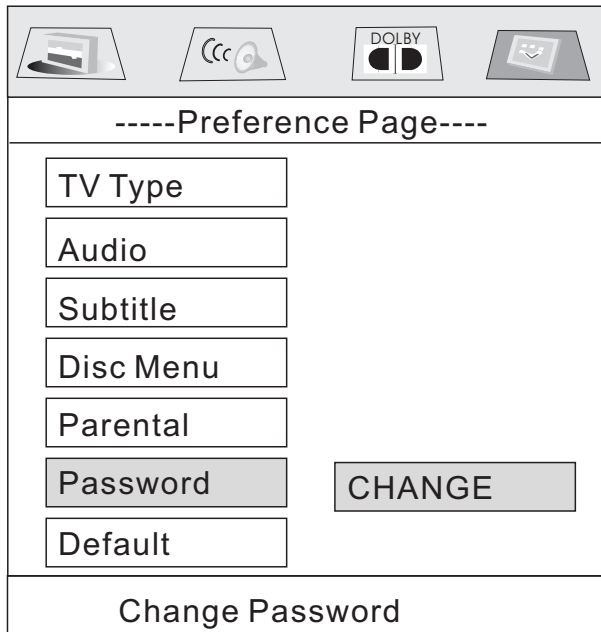 DOLBY
-----Preference Page----
TV Type
Audio
Subtitle
Disc Menu
Parental
Password CHANGE
Default
Change Password